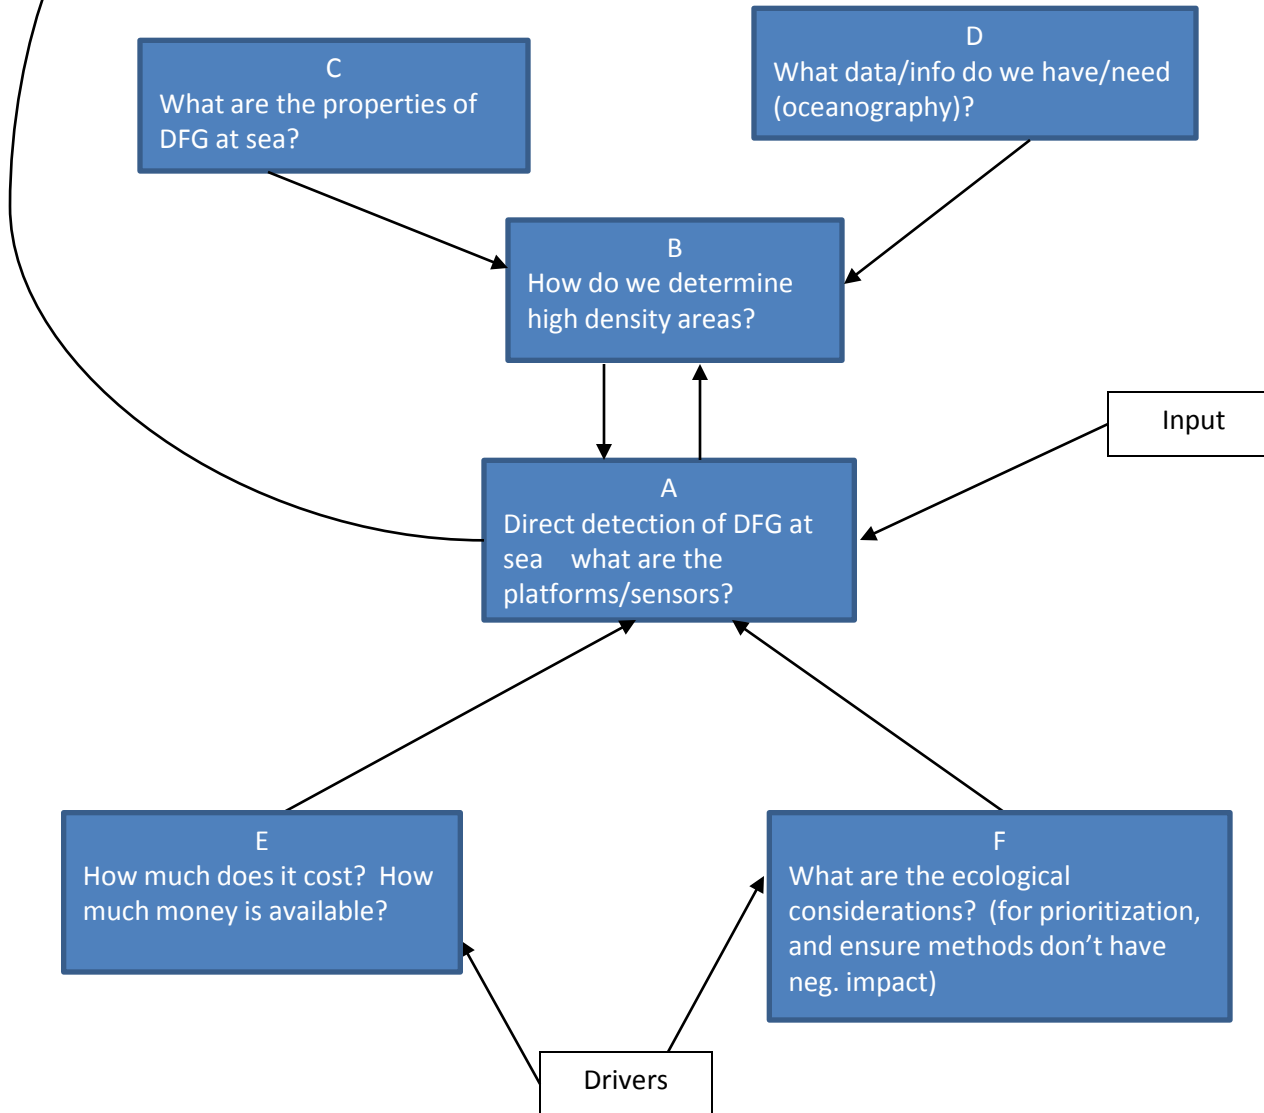 C
What are the properties of
DFG at sea?
D
What data/info do we have/need
(oceanography)?
B
How do we determine
high density areas?
Input
A
Direct detection of DFG at
sea    what are the
platforms/sensors?
E
How much does it cost?  How
much money is available?
F
What are the ecological
considerations?  (for prioritization,
and ensure methods don’t have
neg. impact)
Drivers